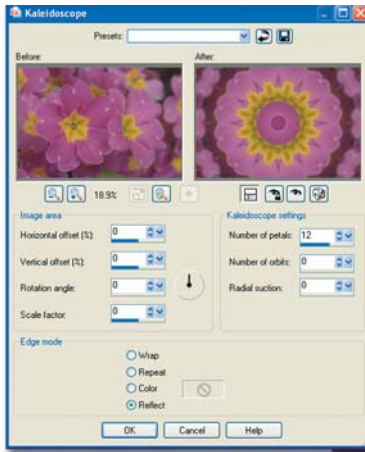 Kaleidoscope
Presets:
Before:
After:
18.9%
Image area
Horizontal offset (%): 0
Vertical offset (%): 0
Rotation angle: 0
Scale factor: 0
Kaleidoscope settings
Number of petals: 12
Number of orbits: 0
Radial suction: 0
Edge mode
Wrap
Repeat
Color
Reflect
OK
Cancel
Help